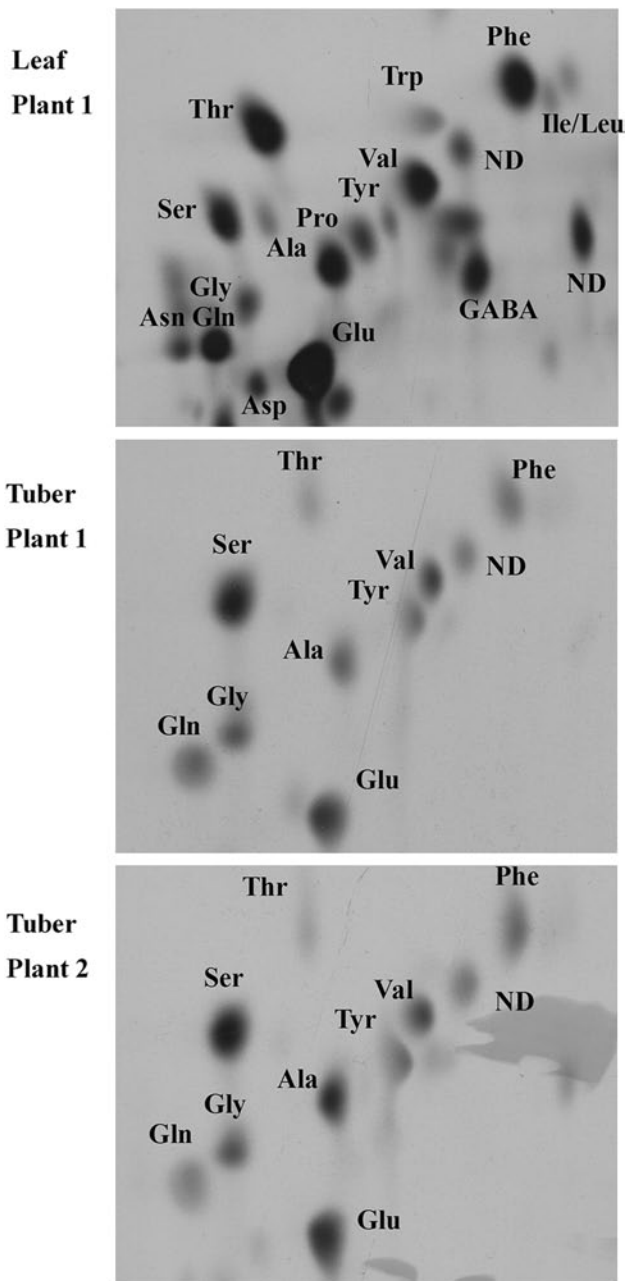 Leaf
Plant 1
Phe
Trp
Thr
Ile/Leu
ND
Val
Tyr
Ser
Pro
Ala
ND
Gly
GABA
Asn Gln
Glu
Asp
Tuber
Plant 1
Thr
Phe
Ser
Val
ND
Tyr
Ala
Gly
Gln
Glu
Tuber
Plant 2
Thr
Phe
Ser
Val
ND
Tyr
Ala
Gly
Gln
Glu